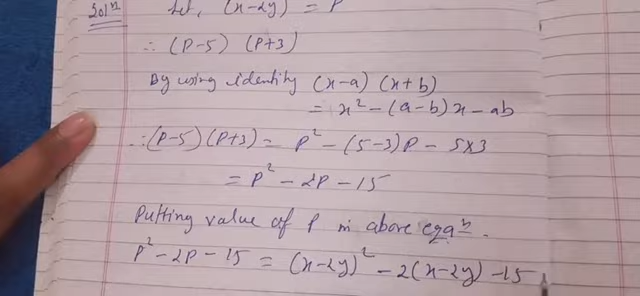 Solⁿ Let, (x-2y) = P
∴ (P-5) (P+3)
By using identity (x-a) (x+b)
= x² - (a-b)x - ab
∴ (P-5) (P+3) = P² - (5-3)P - 5×3
= P² - 2P - 15
Putting value of P in above eqaⁿ.
P² - 2P - 15 = (x-2y)² - 2(x-2y) - 15